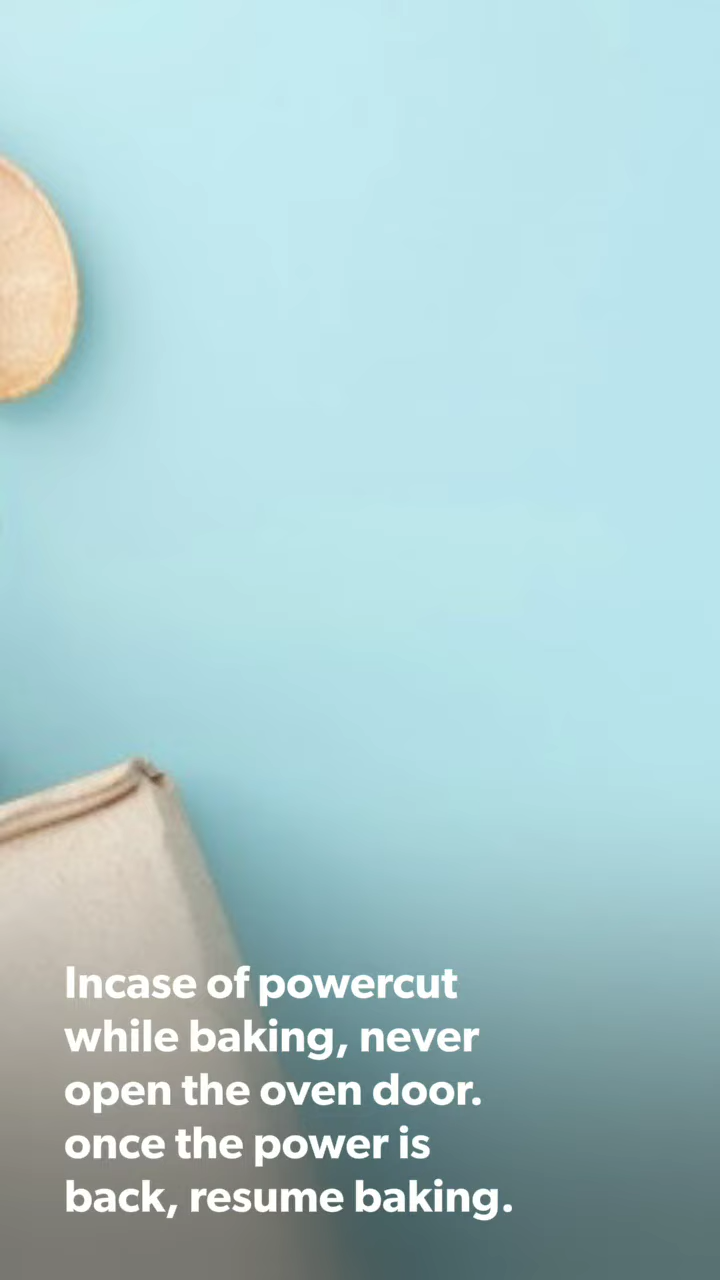 Incase of powercut
while baking, never
open the oven door.
once the power is
back, resume baking.